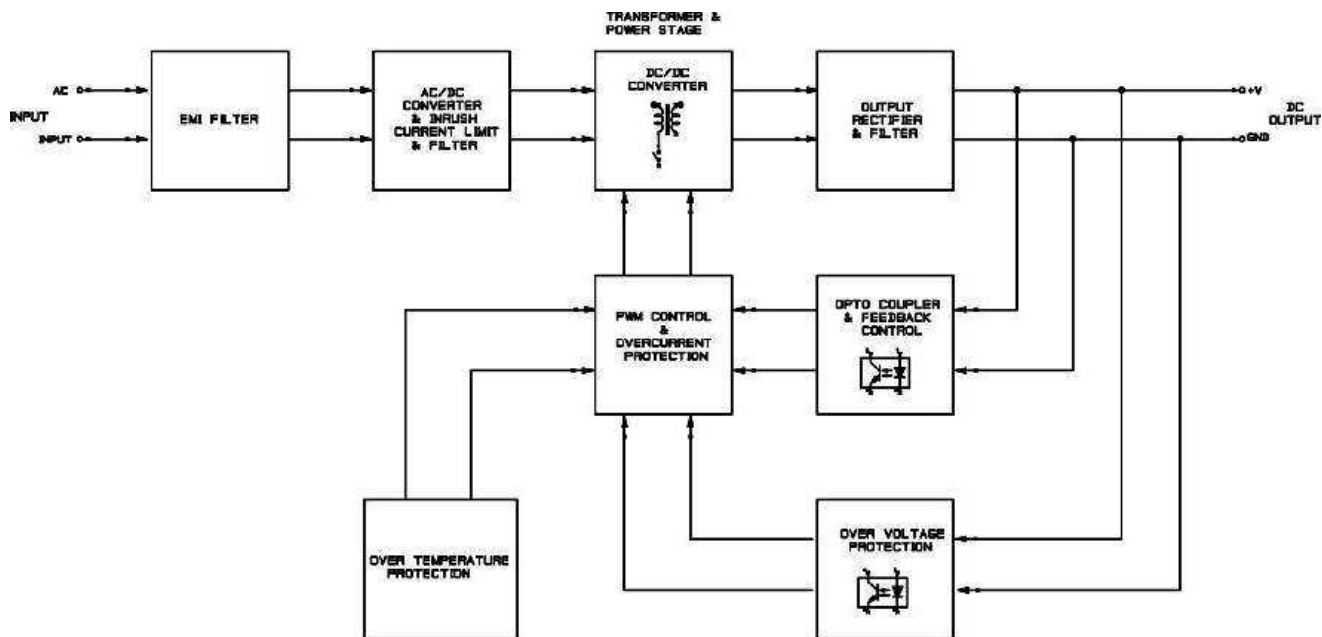 TRANSFORMER &
POWER STAGE
AC
INPUT
INPUT
EMI FILTER
AC/DC
CONVERTER
& INRUSH
CURRENT LIMIT
& FILTER
DC/DC
CONVERTER
OUTPUT
RECTIFIER
& FILTER
+V
DC
OUTPUT
GND
PWM CONTROL
&
OVERCURRENT
PROTECTION
OPTO COUPLER
& FEEDBACK
CONTROL
OVER TEMPERATURE
PROTECTION
OVER VOLTAGE
PROTECTION